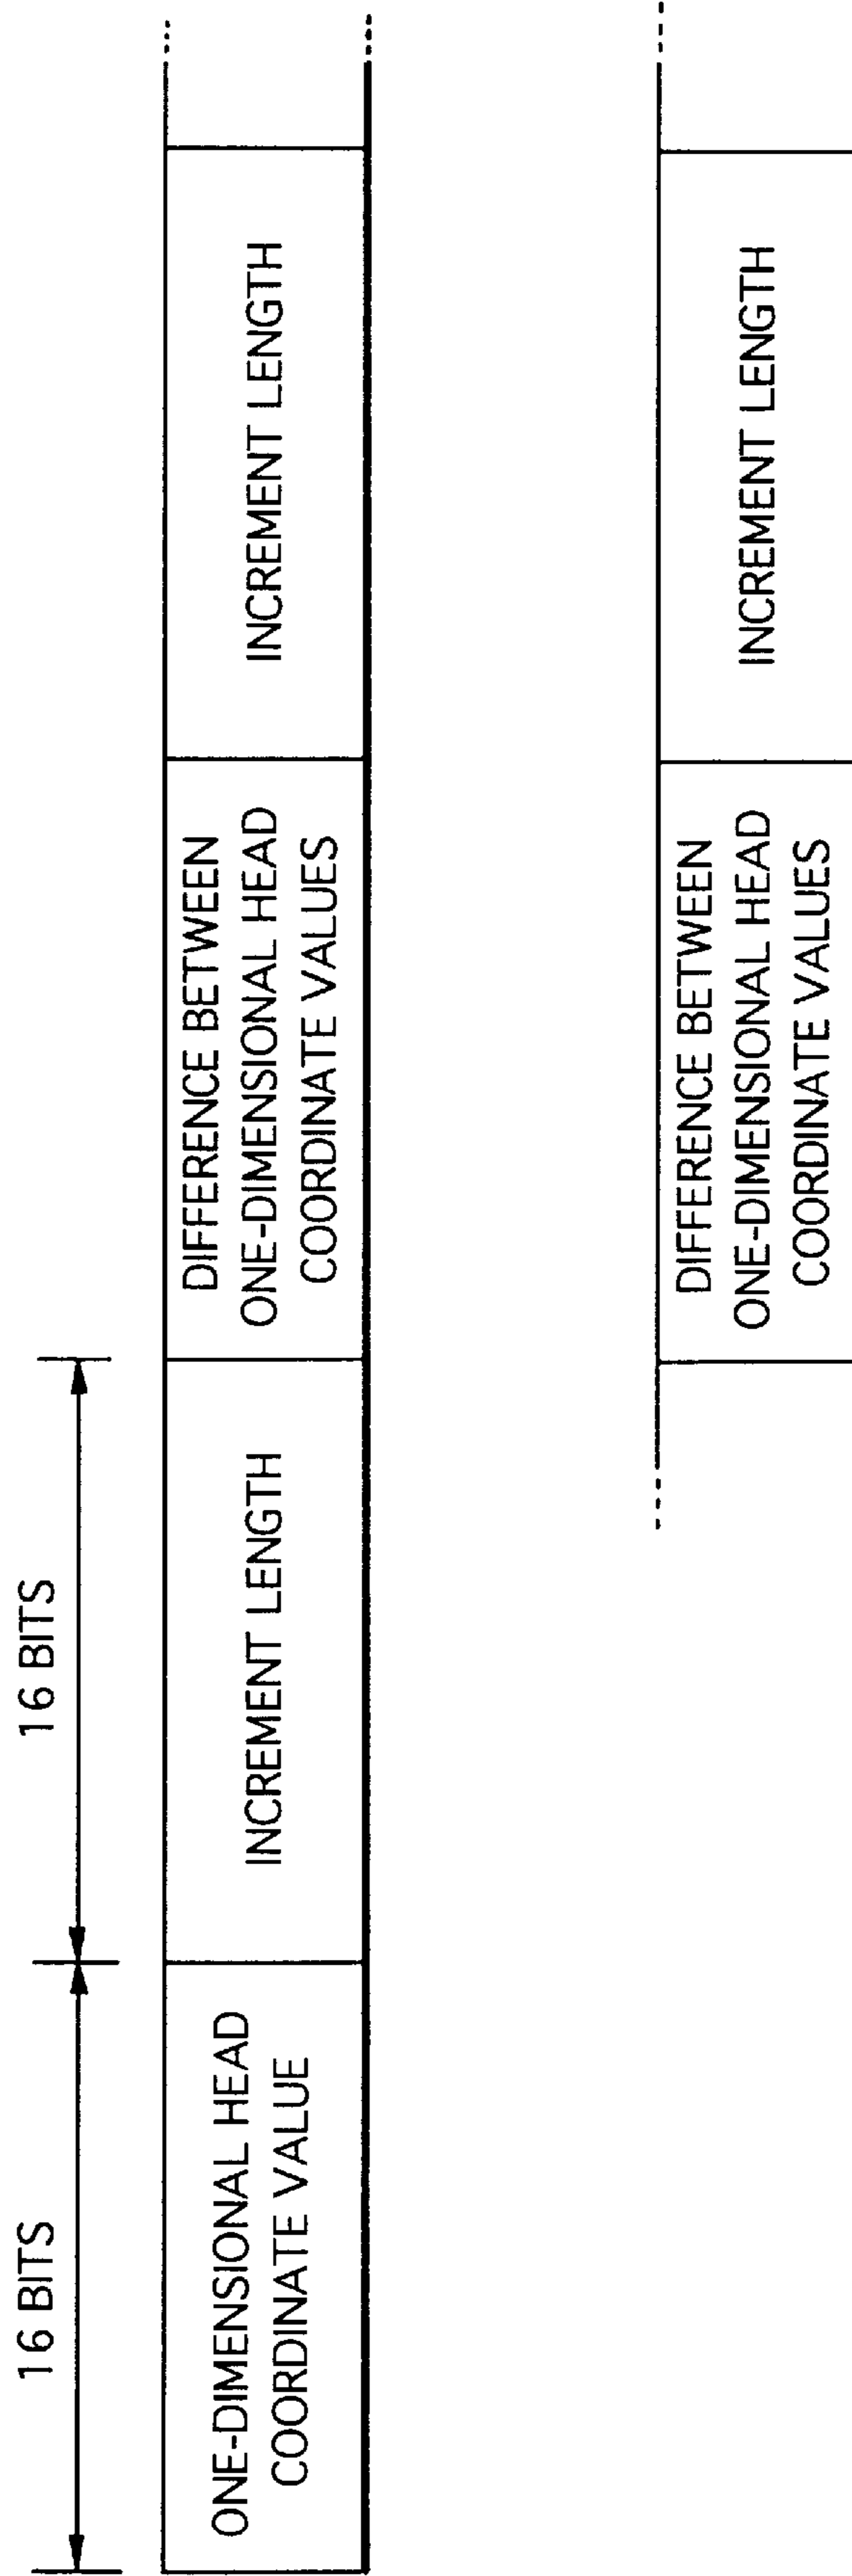 16 BITS
16 BITS
ONE-DIMENSIONAL HEAD
COORDINATE VALUE
INCREMENT LENGTH
DIFFERENCE BETWEEN
ONE-DIMENSIONAL HEAD
COORDINATE VALUES
INCREMENT LENGTH
DIFFERENCE BETWEEN
ONE-DIMENSIONAL HEAD
COORDINATE VALUES
INCREMENT LENGTH